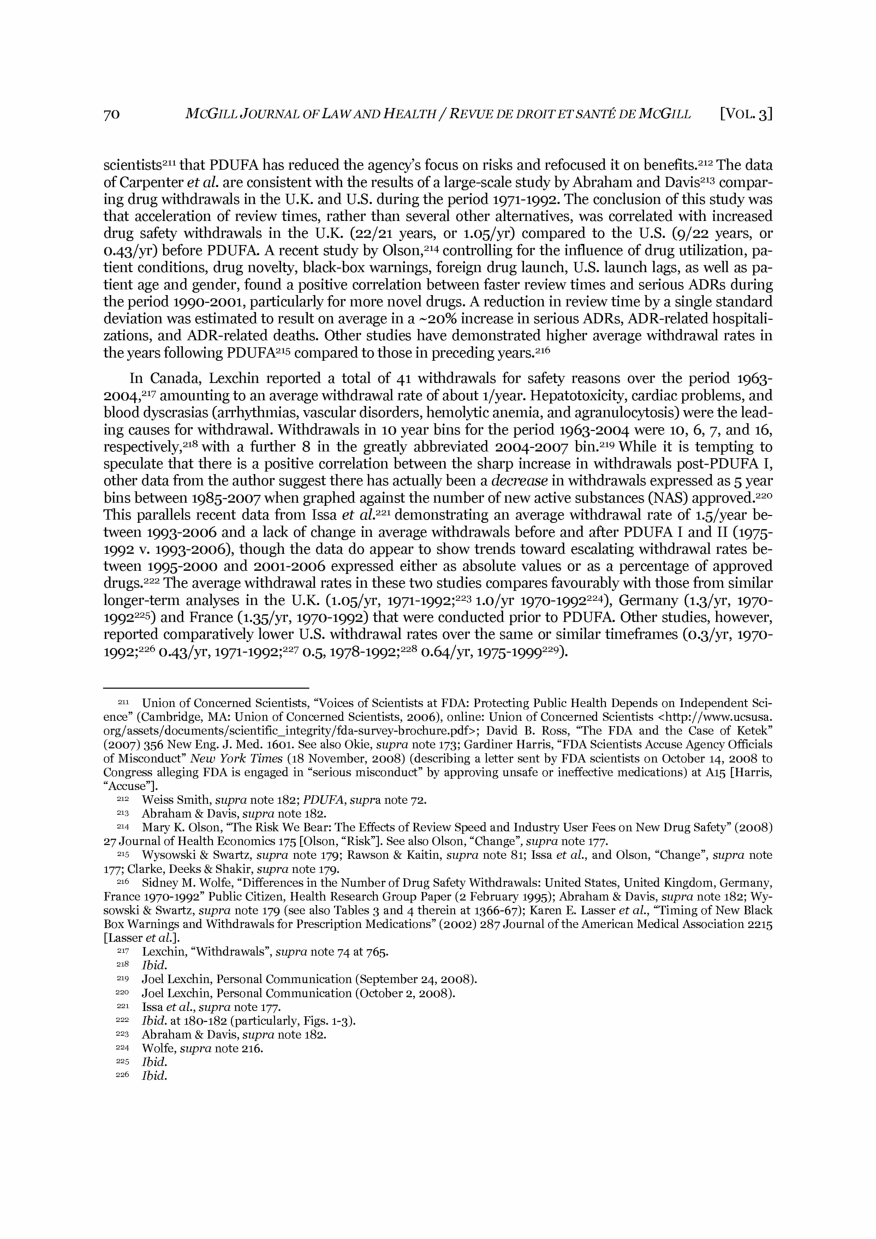 70 MCGILL JOURNAL OF LAW AND HEALTH / REVUE DE DROIT ET SANTÉ DE MCGILL [VOL. 3]
scientists211 that PDUFA has reduced the agency's focus on risks and refocused it on benefits.212 The data
of Carpenter et al. are consistent with the results of a large-scale study by Abraham and Davis213 compar-
ing drug withdrawals in the U.K. and U.S. during the period 1971-1992. The conclusion of this study was
that acceleration of review times, rather than several other alternatives, was correlated with increased
drug safety withdrawals in the U.K. (22/21 years, or 1.05/yr) compared to the U.S. (9/22 years, or
0.43/yr) before PDUFA. A recent study by Olson,214 controlling for the influence of drug utilization, pa-
tient conditions, drug novelty, black-box warnings, foreign drug launch, U.S. launch lags, as well as pa-
tient age and gender, found a positive correlation between faster review times and serious ADRs during
the period 1990-2001, particularly for more novel drugs. A reduction in review time by a single standard
deviation was estimated to result on average in a ~20% increase in serious ADRs, ADR-related hospitali-
zations, and ADR-related deaths. Other studies have demonstrated higher average withdrawal rates in
the years following PDUFA215 compared to those in preceding years.216
In Canada, Lexchin reported a total of 41 withdrawals for safety reasons over the period 1963-
2004,217 amounting to an average withdrawal rate of about 1/year. Hepatotoxicity, cardiac problems, and
blood dyscrasias (arrhythmias, vascular disorders, hemolytic anemia, and agranulocytosis) were the lead-
ing causes for withdrawal. Withdrawals in 10 year bins for the period 1963-2004 were 10, 6, 7, and 16,
respectively,218 with a further 8 in the greatly abbreviated 2004-2007 bin.219 While it is tempting to
speculate that there is a positive correlation between the sharp increase in withdrawals post-PDUFA I,
other data from the author suggest there has actually been a decrease in withdrawals expressed as 5 year
bins between 1985-2007 when graphed against the number of new active substances (NAS) approved.220
This parallels recent data from Issa et al.221 demonstrating an average withdrawal rate of 1.5/year be-
tween 1993-2006 and a lack of change in average withdrawals before and after PDUFA I and II (1975-
1992 v. 1993-2006), though the data do appear to show trends toward escalating withdrawal rates be-
tween 1995-2000 and 2001-2006 expressed either as absolute values or as a percentage of approved
drugs.222 The average withdrawal rates in these two studies compares favourably with those from similar
longer-term analyses in the U.K. (1.05/yr, 1971-1992;223 1.0/yr 1970-1992224), Germany (1.3/yr, 1970-
1992225) and France (1.35/yr, 1970-1992) that were conducted prior to PDUFA. Other studies, however,
reported comparatively lower U.S. withdrawal rates over the same or similar timeframes (0.3/yr, 1970-
1992;226 0.43/yr, 1971-1992;227 0.5, 1978-1992;228 0.64/yr, 1975-1999229).
211 Union of Concerned Scientists, "Voices of Scientists at FDA: Protecting Public Health Depends on Independent Sci-
ence" (Cambridge, MA: Union of Concerned Scientists, 2006), online: Union of Concerned Scientists <http://www.ucsusa.
org/assets/documents/scientific_integrity/fda-survey-brochure.pdf>; David B. Ross, "The FDA and the Case of Ketek"
(2007) 356 New Eng. J. Med. 1601. See also Okie, supra note 173; Gardiner Harris, "FDA Scientists Accuse Agency Officials
of Misconduct" New York Times (18 November, 2008) (describing a letter sent by FDA scientists on October 14, 2008 to
Congress alleging FDA is engaged in "serious misconduct" by approving unsafe or ineffective medications) at A15 [Harris,
"Accuse"].
212 Weiss Smith, supra note 182; PDUFA, supra note 72.
213 Abraham & Davis, supra note 182.
214 Mary K. Olson, "The Risk We Bear: The Effects of Review Speed and Industry User Fees on New Drug Safety" (2008)
27 Journal of Health Economics 175 [Olson, "Risk"]. See also Olson, "Change", supra note 177.
215 Wysowski & Swartz, supra note 179; Rawson & Kaitin, supra note 81; Issa et al., and Olson, "Change", supra note
177; Clarke, Deeks & Shakir, supra note 179.
216 Sidney M. Wolfe, "Differences in the Number of Drug Safety Withdrawals: United States, United Kingdom, Germany,
France 1970-1992" Public Citizen, Health Research Group Paper (2 February 1995); Abraham & Davis, supra note 182; Wy-
sowski & Swartz, supra note 179 (see also Tables 3 and 4 therein at 1366-67); Karen E. Lasser et al., "Timing of New Black
Box Warnings and Withdrawals for Prescription Medications" (2002) 287 Journal of the American Medical Association 2215
[Lasser et al.].
217 Lexchin, "Withdrawals", supra note 74 at 765.
218 Ibid.
219 Joel Lexchin, Personal Communication (September 24, 2008).
220 Joel Lexchin, Personal Communication (October 2, 2008).
221 Issa et al., supra note 177.
222 Ibid. at 180-182 (particularly, Figs. 1-3).
223 Abraham & Davis, supra note 182.
224 Wolfe, supra note 216.
225 Ibid.
226 Ibid.